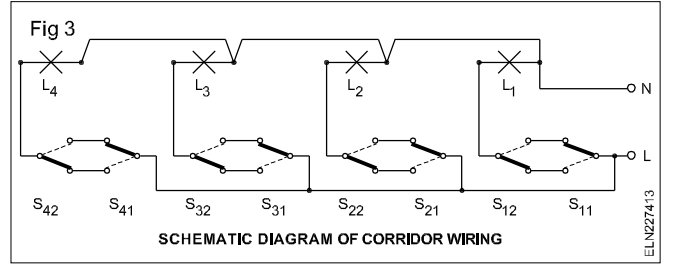 Fig 3
L4 L3 L2 L1
N
L
S42 S41 S32 S31 S22 S21 S12 S11
SCHEMATIC DIAGRAM OF CORRIDOR WIRING
ELN227413